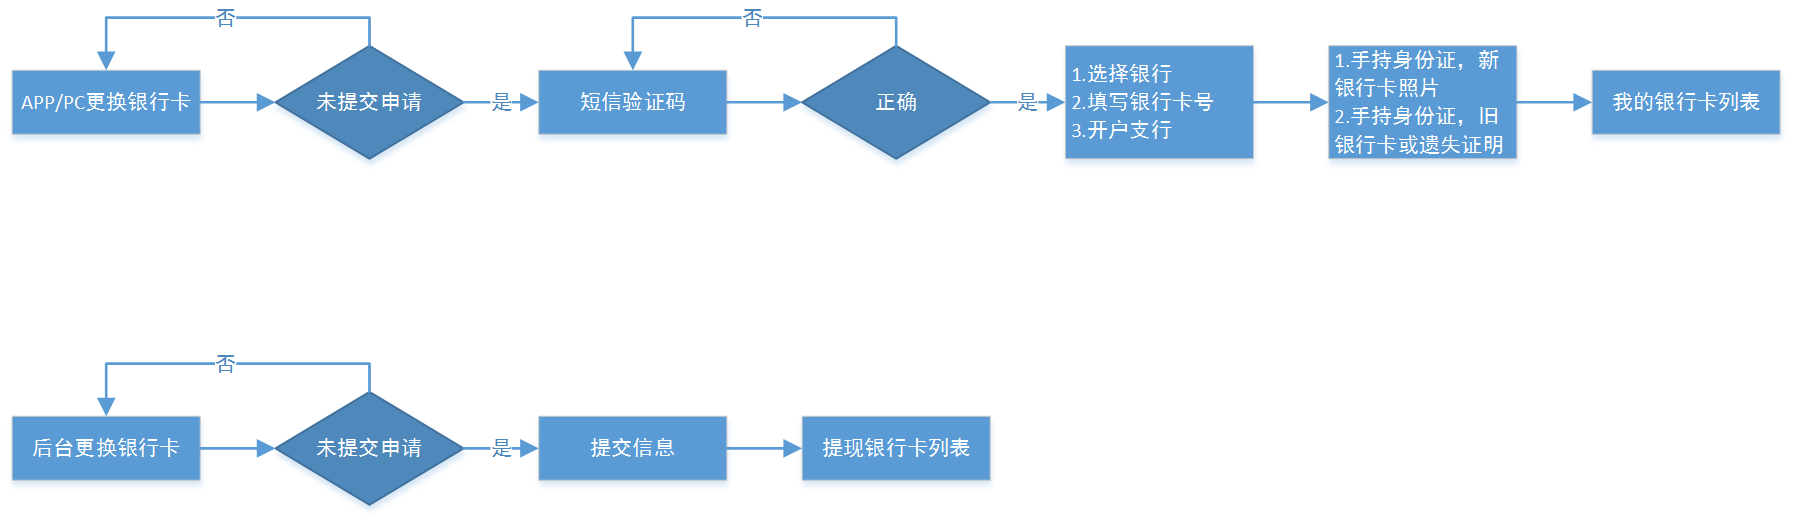 否
否
APP/PC更换银行卡
未提交申请
是
短信验证码
正确
是
1.选择银行
2.填写银行卡号
3.开户支行
1.手持身份证，新
银行卡照片
2.手持身份证，旧
银行卡或遗失证明
我的银行卡列表
否
后台更换银行卡
未提交申请
是
提交信息
提现银行卡列表